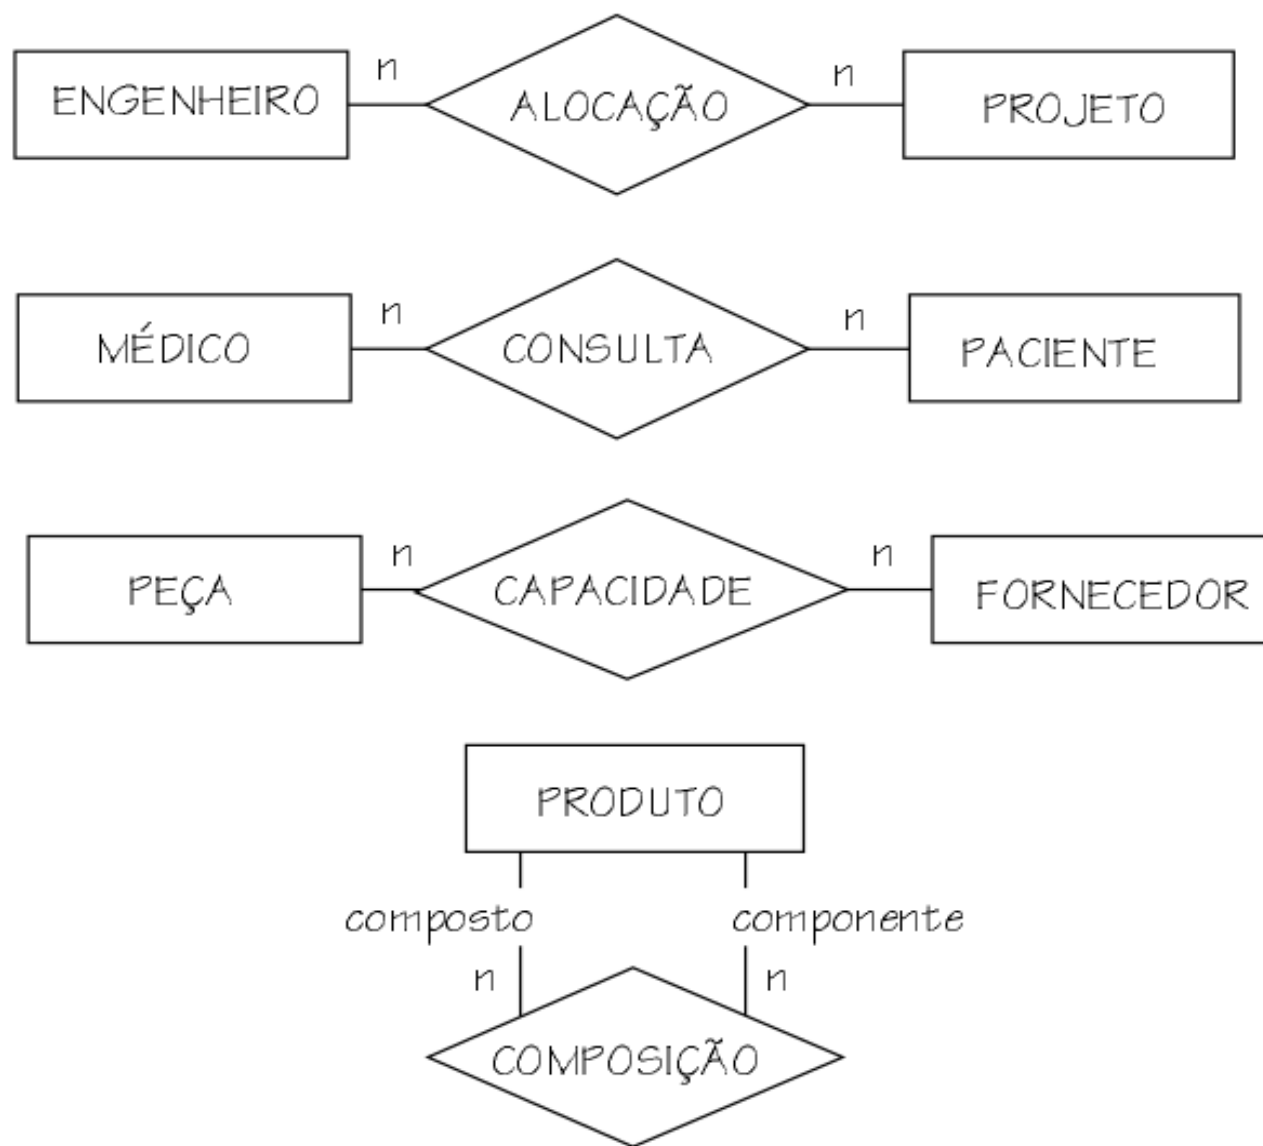 ENGENHEIRO n ALOCAÇÃO n PROJETO
MÉDICO n CONSULTA n PACIENTE
PEÇA n CAPACIDADE n FORNECEDOR
PRODUTO
composto componente
n n
COMPOSIÇÃO